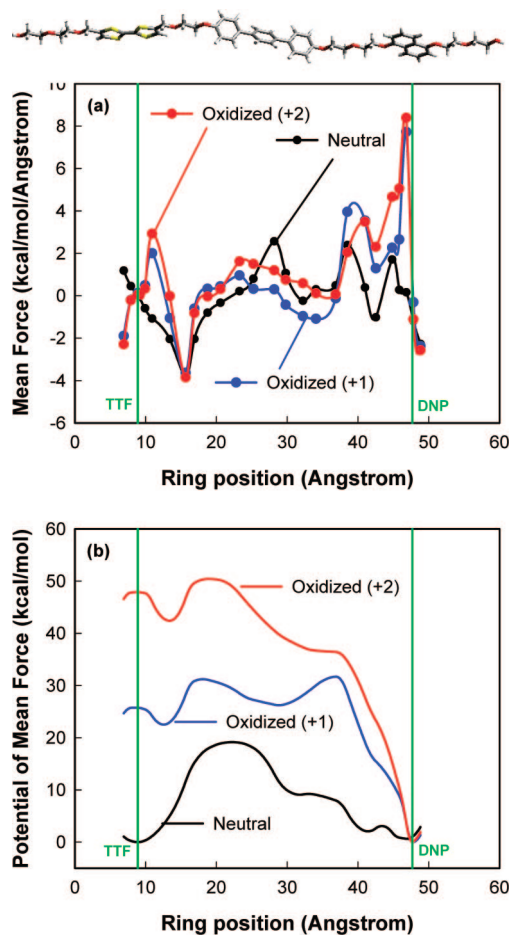 10
(a)
Oxidized (+2)
8
6
Neutral
4
2
0
-2
-4
Oxidized (+1)
TTF
DNP
-6
0 10 20 30 40 50 60
Mean Force (kcal/mol/Angstrom)
Ring position (Angstrom)
60
(b)
50
Oxidized (+2)
40
30
Oxidized (+1)
20
10
Neutral
0
TTF
DNP
0 10 20 30 40 50 60
Potential of Mean Force (kcal/mol)
Ring position (Angstrom)